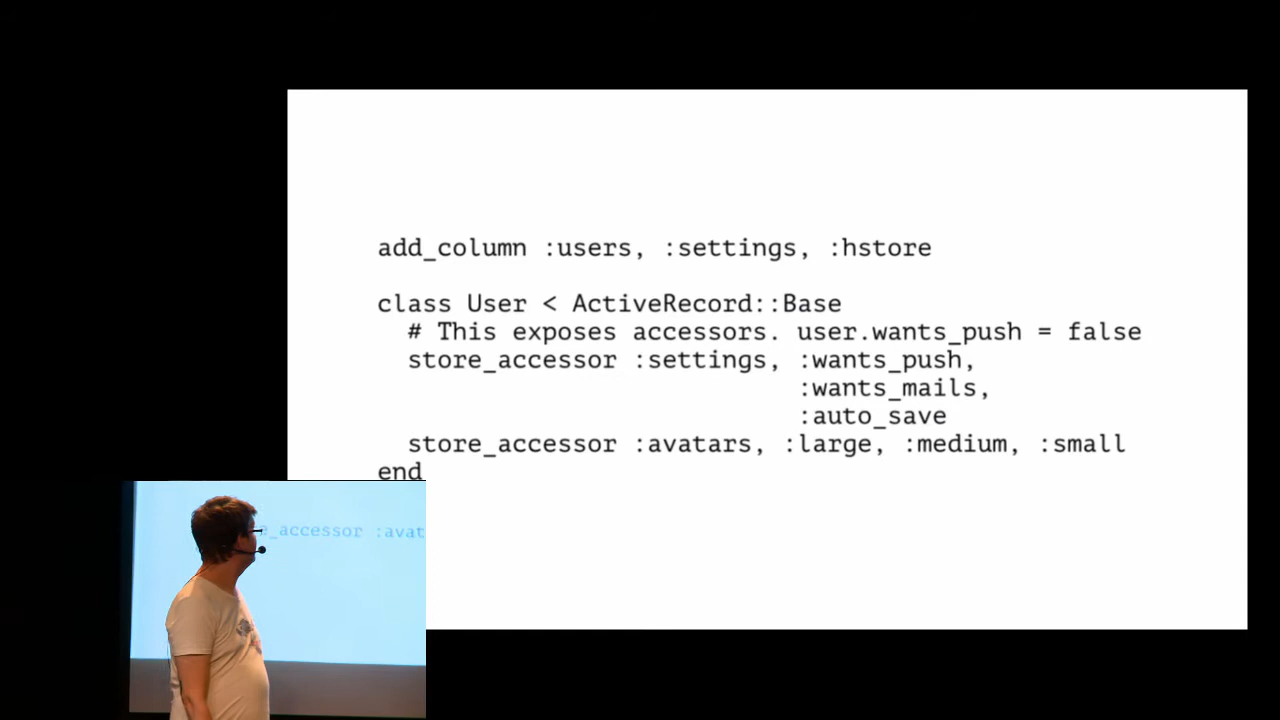 add_column :users, :settings, :hstore
class User < ActiveRecord::Base
# This exposes accessors. user.wants_push = false
store_accessor :settings, :wants_push,
:wants_mails,
:auto_save
store_accessor :avatars, :large, :medium, :small
end
e_accessor :avat